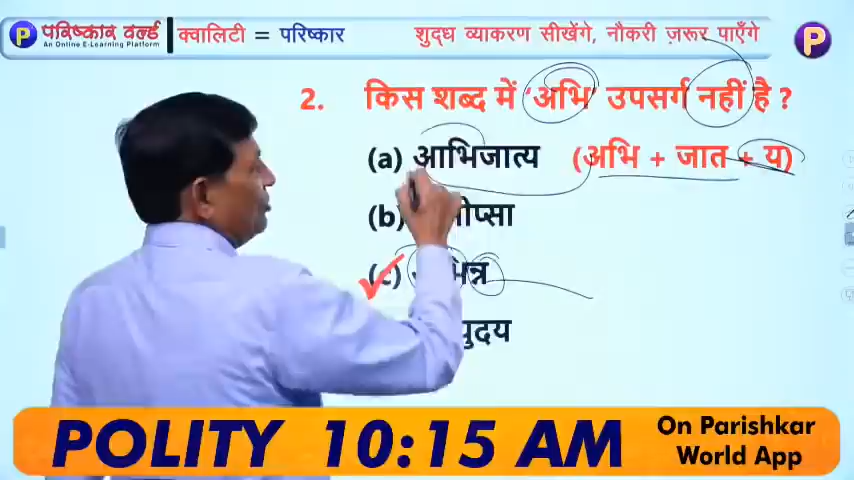 परिष्कार वर्ल्ड
An Online E-Learning Platform
क्वालिटी = परिष्कार
शुद्ध व्याकरण सीखेंगे, नौकरी ज़रूर पाएँगे
P
P
2. किस शब्द में ‘अभि’ उपसर्ग नहीं है ?
(a) आभिजात्य (अभि + जात + य)
(b)
(c)
POLITY 10:15 AM
On Parishkar
World App